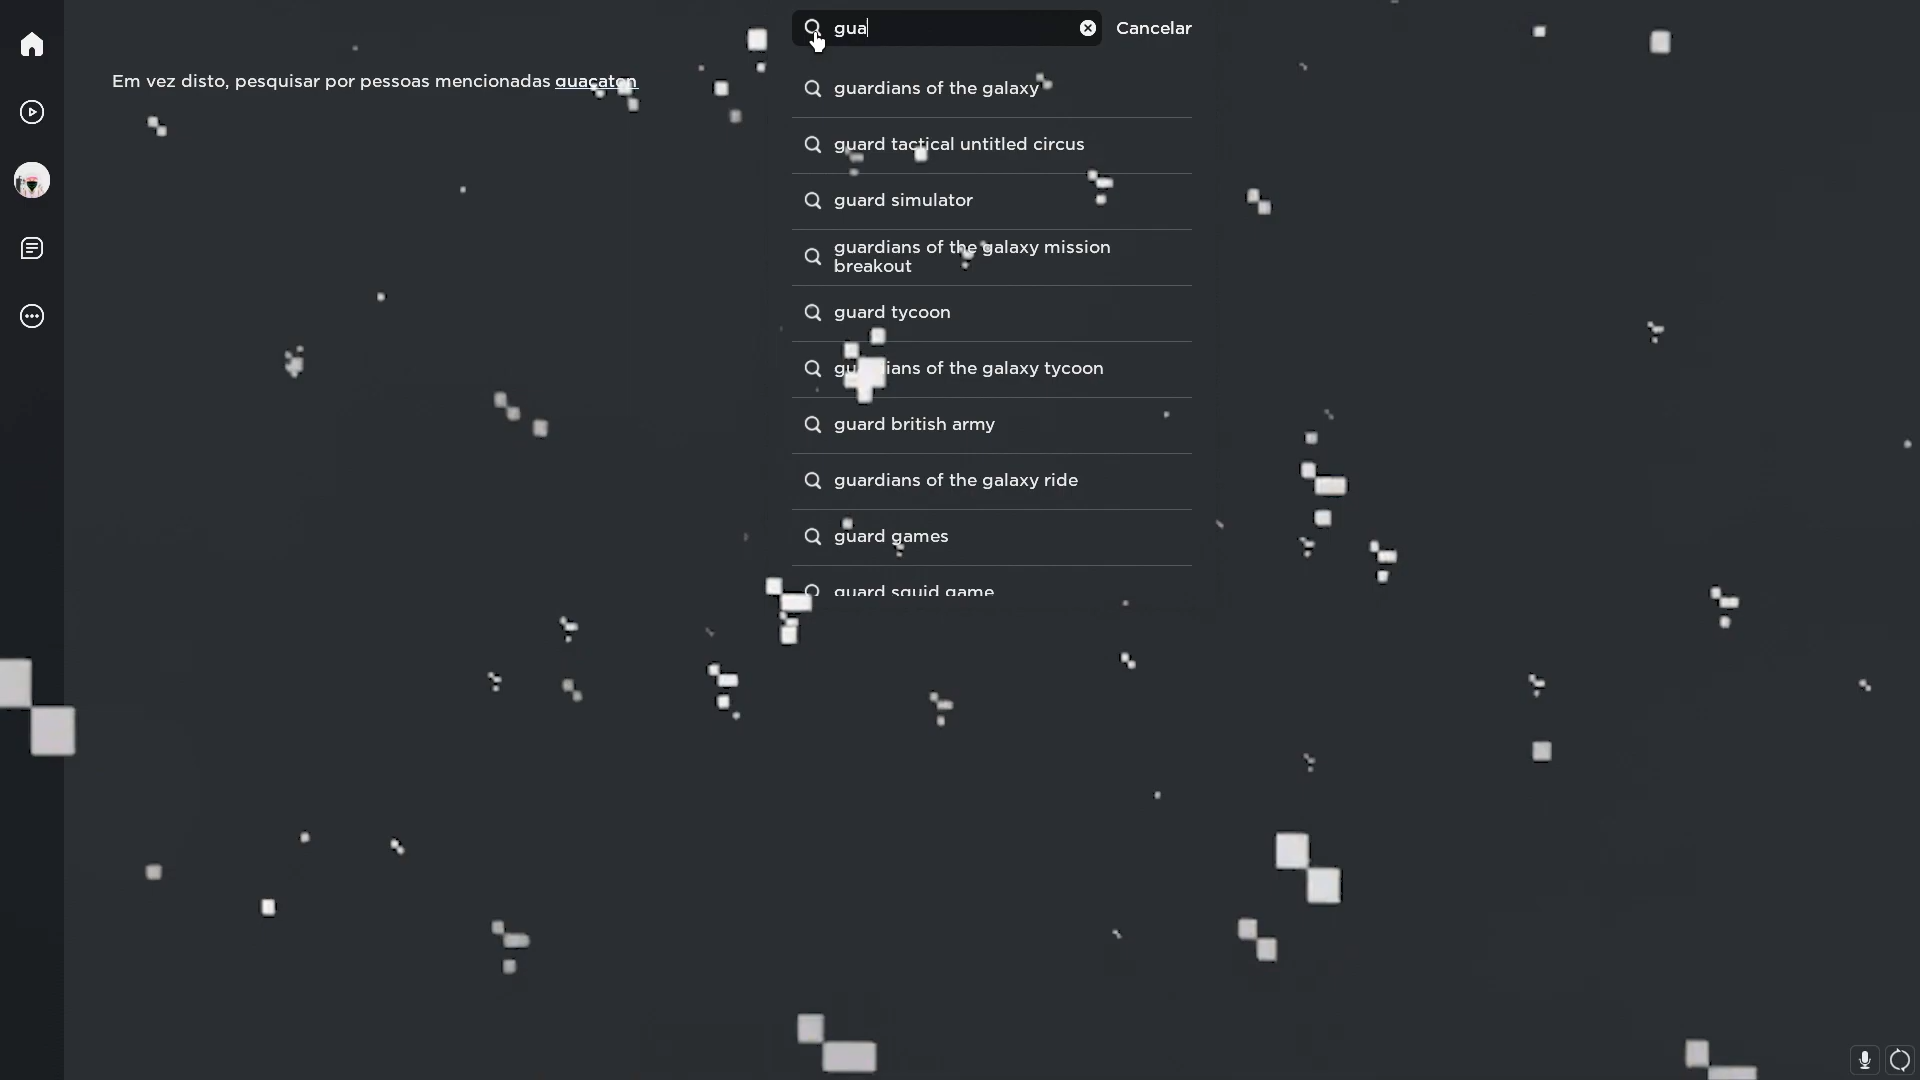 gua
Cancelar
Em vez disto, pesquisar por pessoas mencionadas guaçaton
guardians of the galaxy
guard tactical untitled circus
guard simulator
guardians of the galaxy mission
breakout
guard tycoon
guardians of the galaxy tycoon
guard british army
guardians of the galaxy ride
guard games
guard squid game